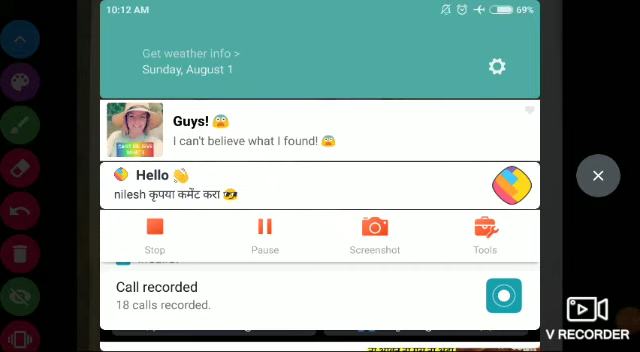 10:12 AM
69%
Get weather info >
Sunday, August 1
Guys! 😨
I can't believe what I found! 😨
Hello 👋
nilesh कृपया कमेंट करा 😎
Stop
Pause
Screenshot
Tools
Call recorded
18 calls recorded.
V RECORDER